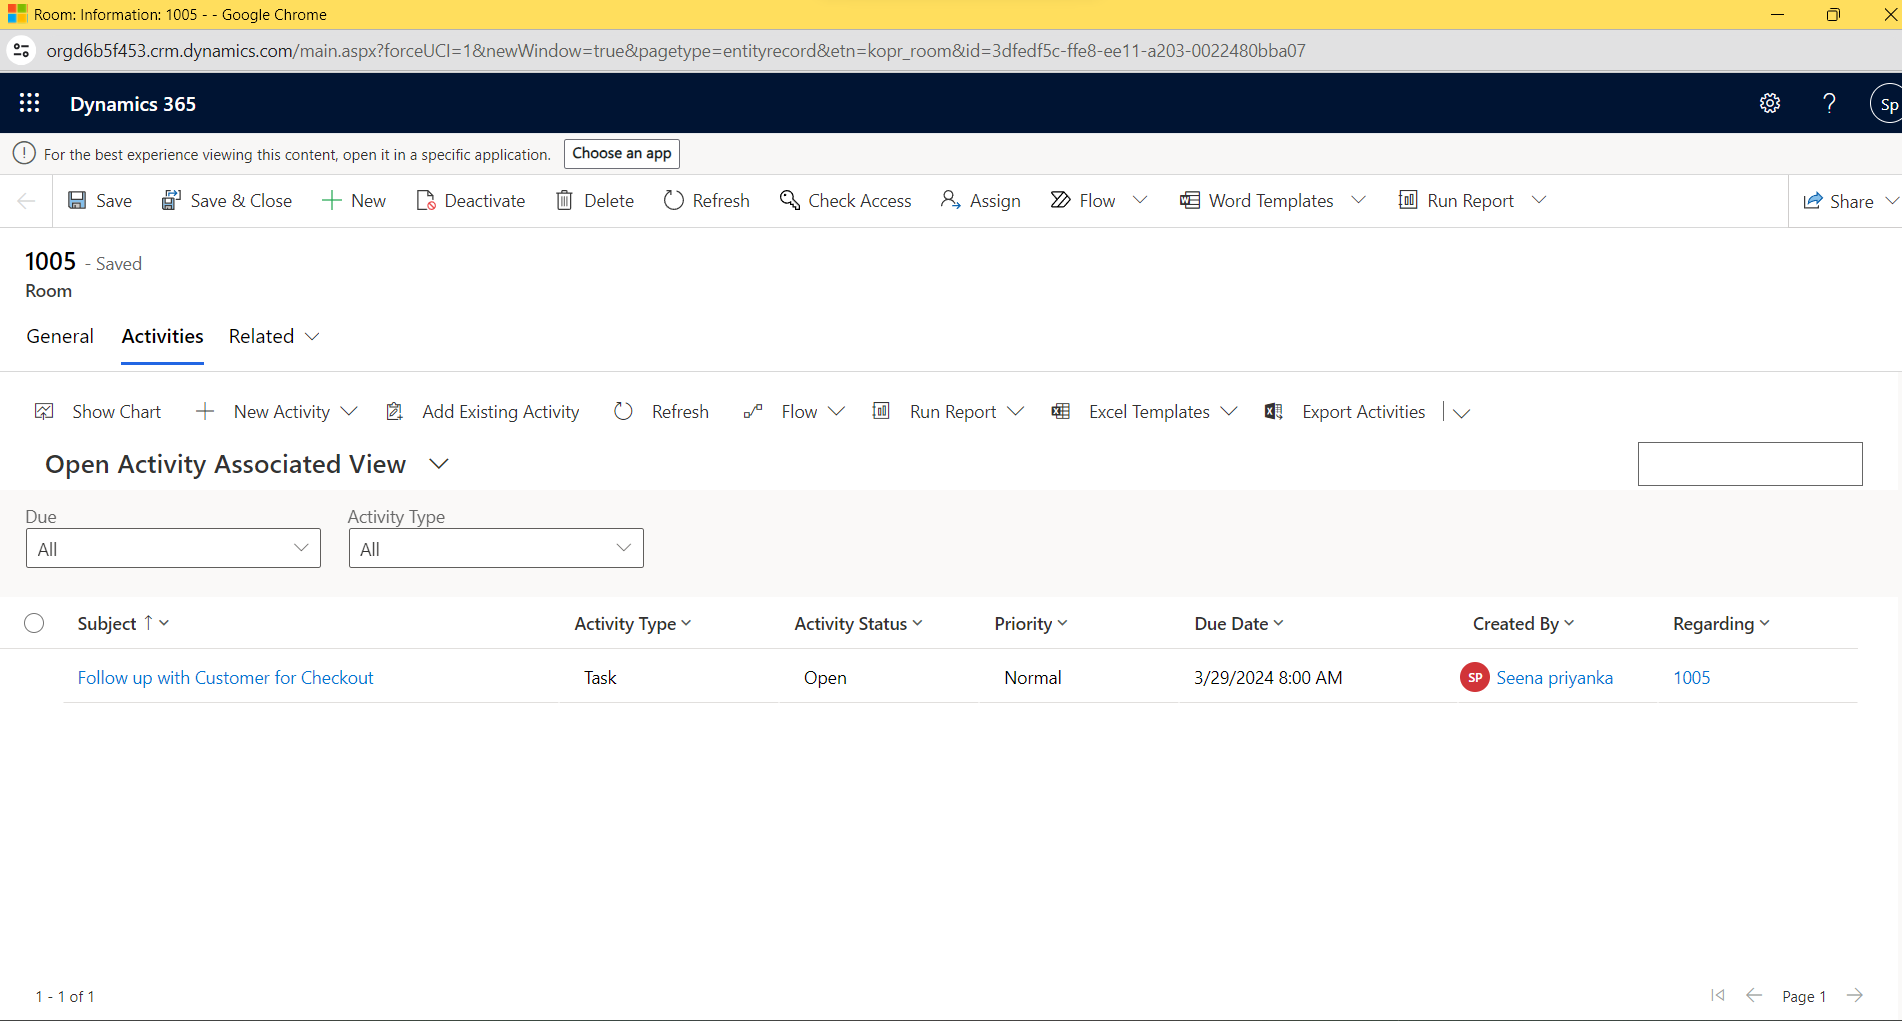 Room: Information: 1005 - - Google Chrome
orgd6b5f453.crm.dynamics.com/main.aspx?forceUCI=1&newWindow=true&pagetype=entityrecord&etn=kopr_room&id=3dfedf5c-ffe8-ee11-a203-0022480bba07
Dynamics 365 ? Sp
For the best experience viewing this content, open it in a specific application. Choose an app
Save Save & Close New Deactivate Delete Refresh Check Access Assign Flow Word Templates Run Report Share
1005 - Saved
Room
General Activities Related
Show Chart New Activity Add Existing Activity Refresh Flow Run Report Excel Templates Export Activities
Open Activity Associated View
Due Activity Type
All All
Subject Activity Type Activity Status Priority Due Date Created By Regarding
Follow up with Customer for Checkout Task Open Normal 3/29/2024 8:00 AM SP Seena priyanka 1005
1 - 1 of 1 Page 1